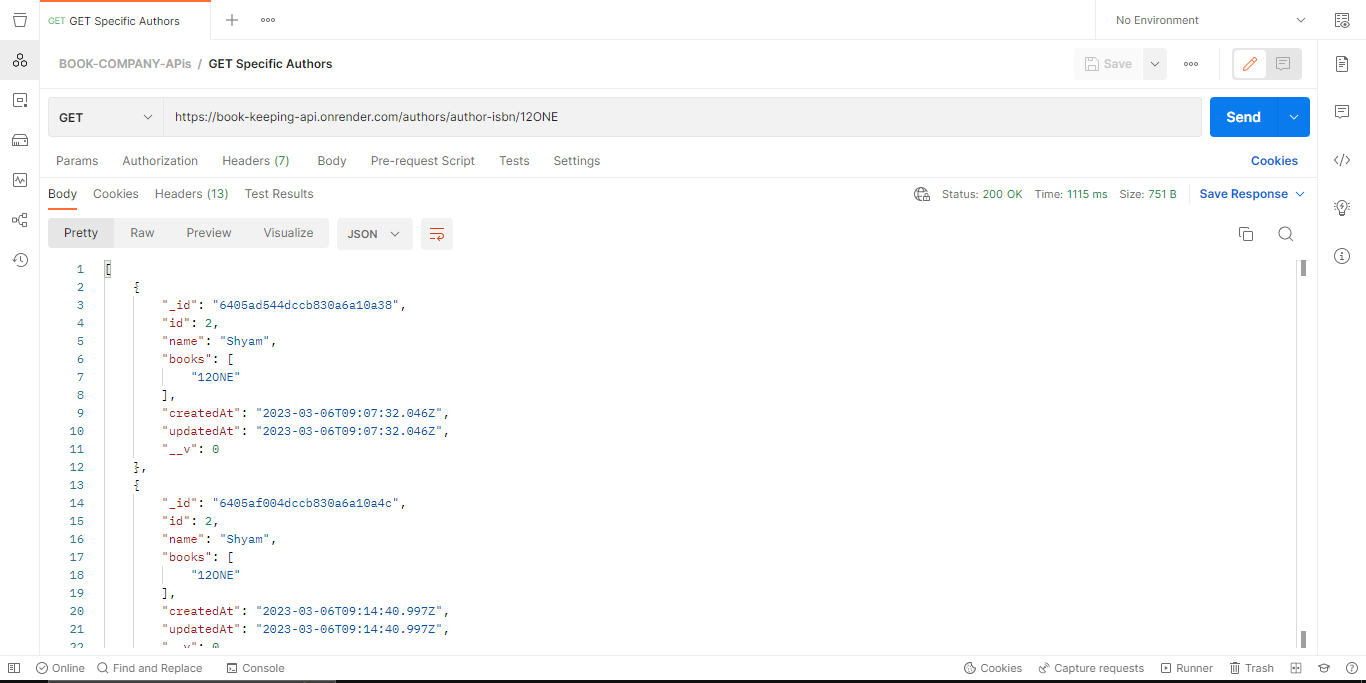 GET GET Specific Authors
No Environment
BOOK-COMPANY-APIs / GET Specific Authors
Save
GET https://book-keeping-api.onrender.com/authors/author-isbn/12ONE Send
Params Authorization Headers (7) Body Pre-request Script Tests Settings Cookies
Body Cookies Headers (13) Test Results Status: 200 OK Time: 1115 ms Size: 751 B Save Response
Pretty Raw Preview Visualize JSON
1 [
2 {
3 "_id": "6405ad544dccb830a6a10a38",
4 "id": 2,
5 "name": "Shyam",
6 "books": [
7 "12ONE"
8 ],
9 "createdAt": "2023-03-06T09:07:32.046Z",
10 "updatedAt": "2023-03-06T09:07:32.046Z",
11 "__v": 0
12 },
13 {
14 "_id": "6405af004dccb830a6a10a4c",
15 "id": 2,
16 "name": "Shyam",
17 "books": [
18 "12ONE"
19 ],
20 "createdAt": "2023-03-06T09:14:40.997Z",
21 "updatedAt": "2023-03-06T09:14:40.997Z",
22 "__v": 0
Online Find and Replace Console Cookies Capture requests Runner Trash